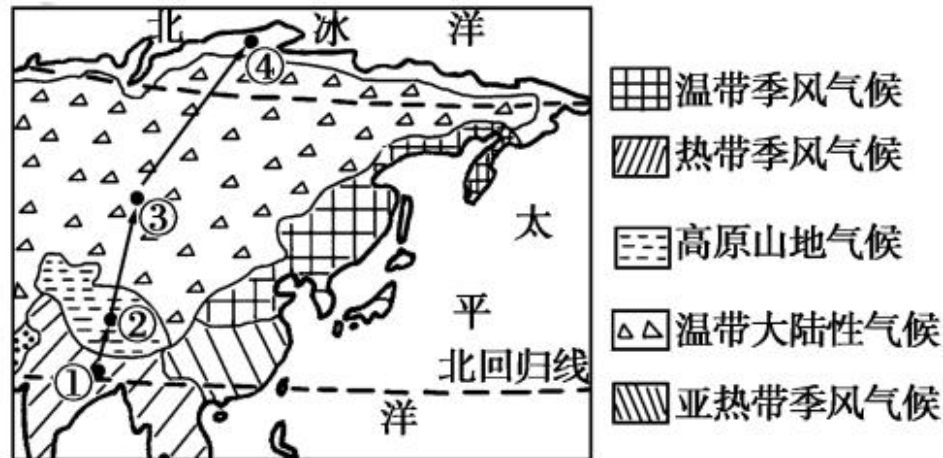 北冰洋
④
③
②
①
太
平
洋
北回归线
温带季风气候
热带季风气候
高原山地气候
温带大陆性气候
亚热带季风气候